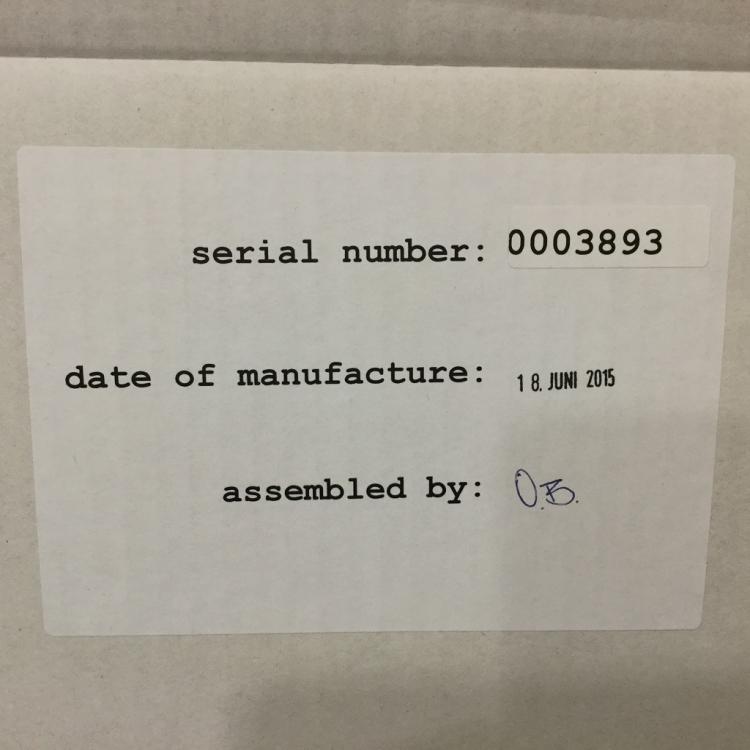 serial number: 0003893
date of manufacture: 18. JUNI 2015
assembled by: O.B.